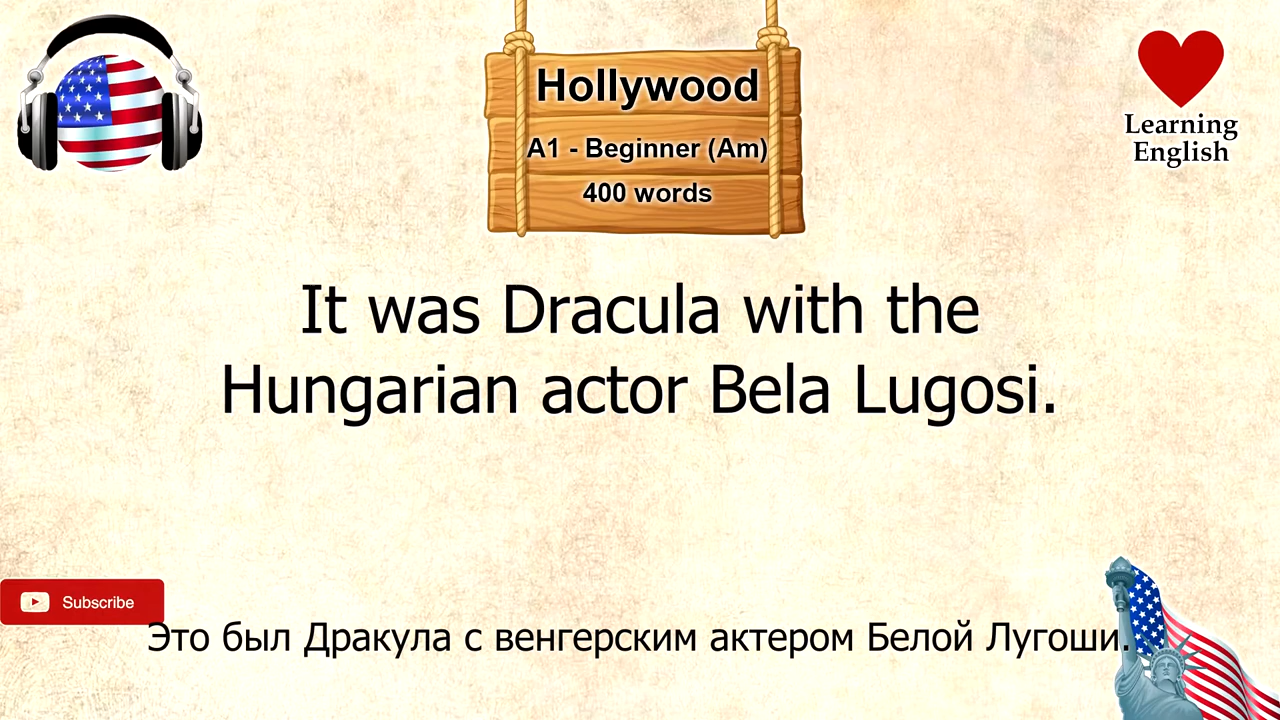 Hollywood
A1 - Beginner (Am)
400 words
Learning
English
It was Dracula with the
Hungarian actor Bela Lugosi.
Subscribe
Это был Дракула с венгерским актером Белой Лугоши.